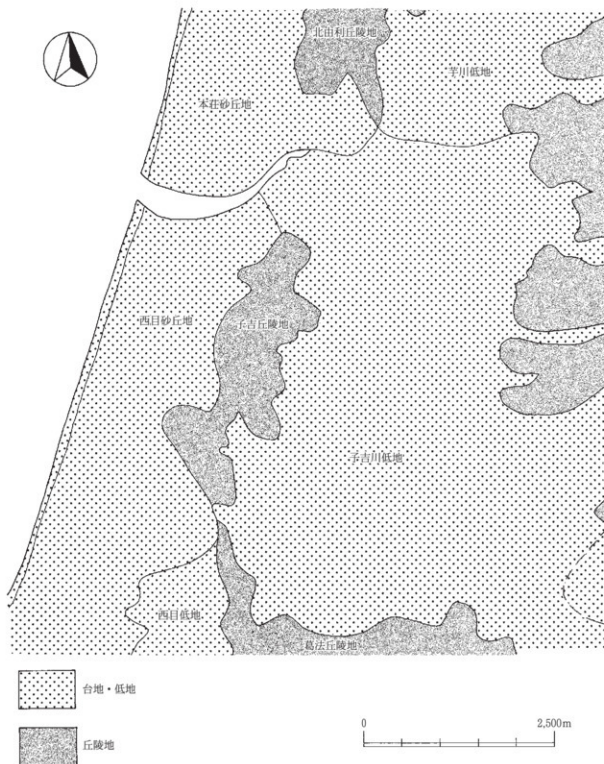 北由利丘陵地
芋川低地
本荘砂丘地
西目砂丘地
子吉丘陵地
子吉川低地
西目低地
葛法丘陵地
台地・低地
丘陵地
0 2,500m